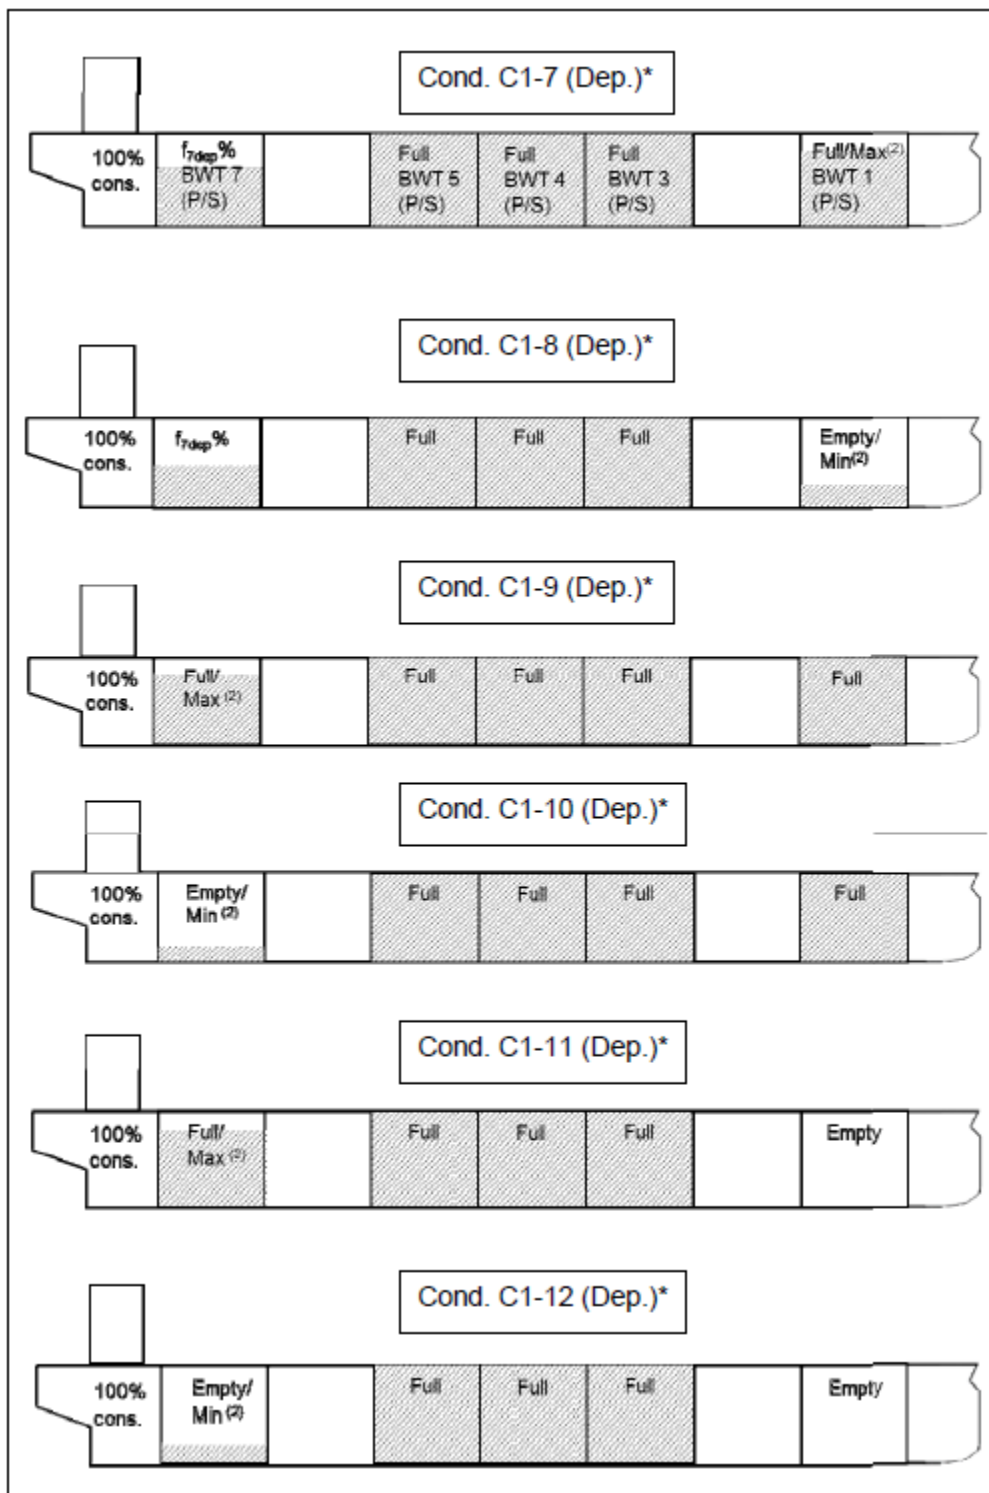 Cond. C1-7 (Dep.)*
100%
cons.
f7dep%
BWT 7
(P/S)
Full
BWT 5
(P/S)
Full
BWT 4
(P/S)
Full
BWT 3
(P/S)
Full/Max(2)
BWT 1
(P/S)
Cond. C1-8 (Dep.)*
100%
cons.
f7dep%
Full
Full
Full
Empty/
Min(2)
Cond. C1-9 (Dep.)*
100%
cons.
Full/
Max (2)
Full
Full
Full
Full
Cond. C1-10 (Dep.)*
100%
cons.
Empty/
Min (2)
Full
Full
Full
Full
Cond. C1-11 (Dep.)*
100%
cons.
Full/
Max (2)
Full
Full
Full
Empty
Cond. C1-12 (Dep.)*
100%
cons.
Empty/
Min (2)
Full
Full
Full
Empty